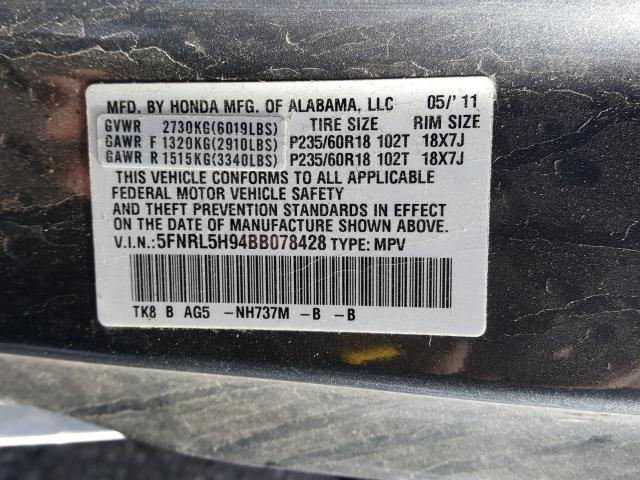 MFD. BY HONDA MFG. OF ALABAMA, LLC 05/'11
GVWR 2730KG(6019LBS) TIRE SIZE RIM SIZE
GAWR F 1320KG(2910LBS) P235/60R18 102T 18X7J
GAWR R 1515KG(3340LBS) P235/60R18 102T 18X7J
THIS VEHICLE CONFORMS TO ALL APPLICABLE
FEDERAL MOTOR VEHICLE SAFETY
AND THEFT PREVENTION STANDARDS IN EFFECT
ON THE DATE OF MANUFACTURE SHOWN ABOVE.
V.I.N.:5FNRL5H94BB078428 TYPE: MPV
TK8 B AG5 -NH737M -B -B